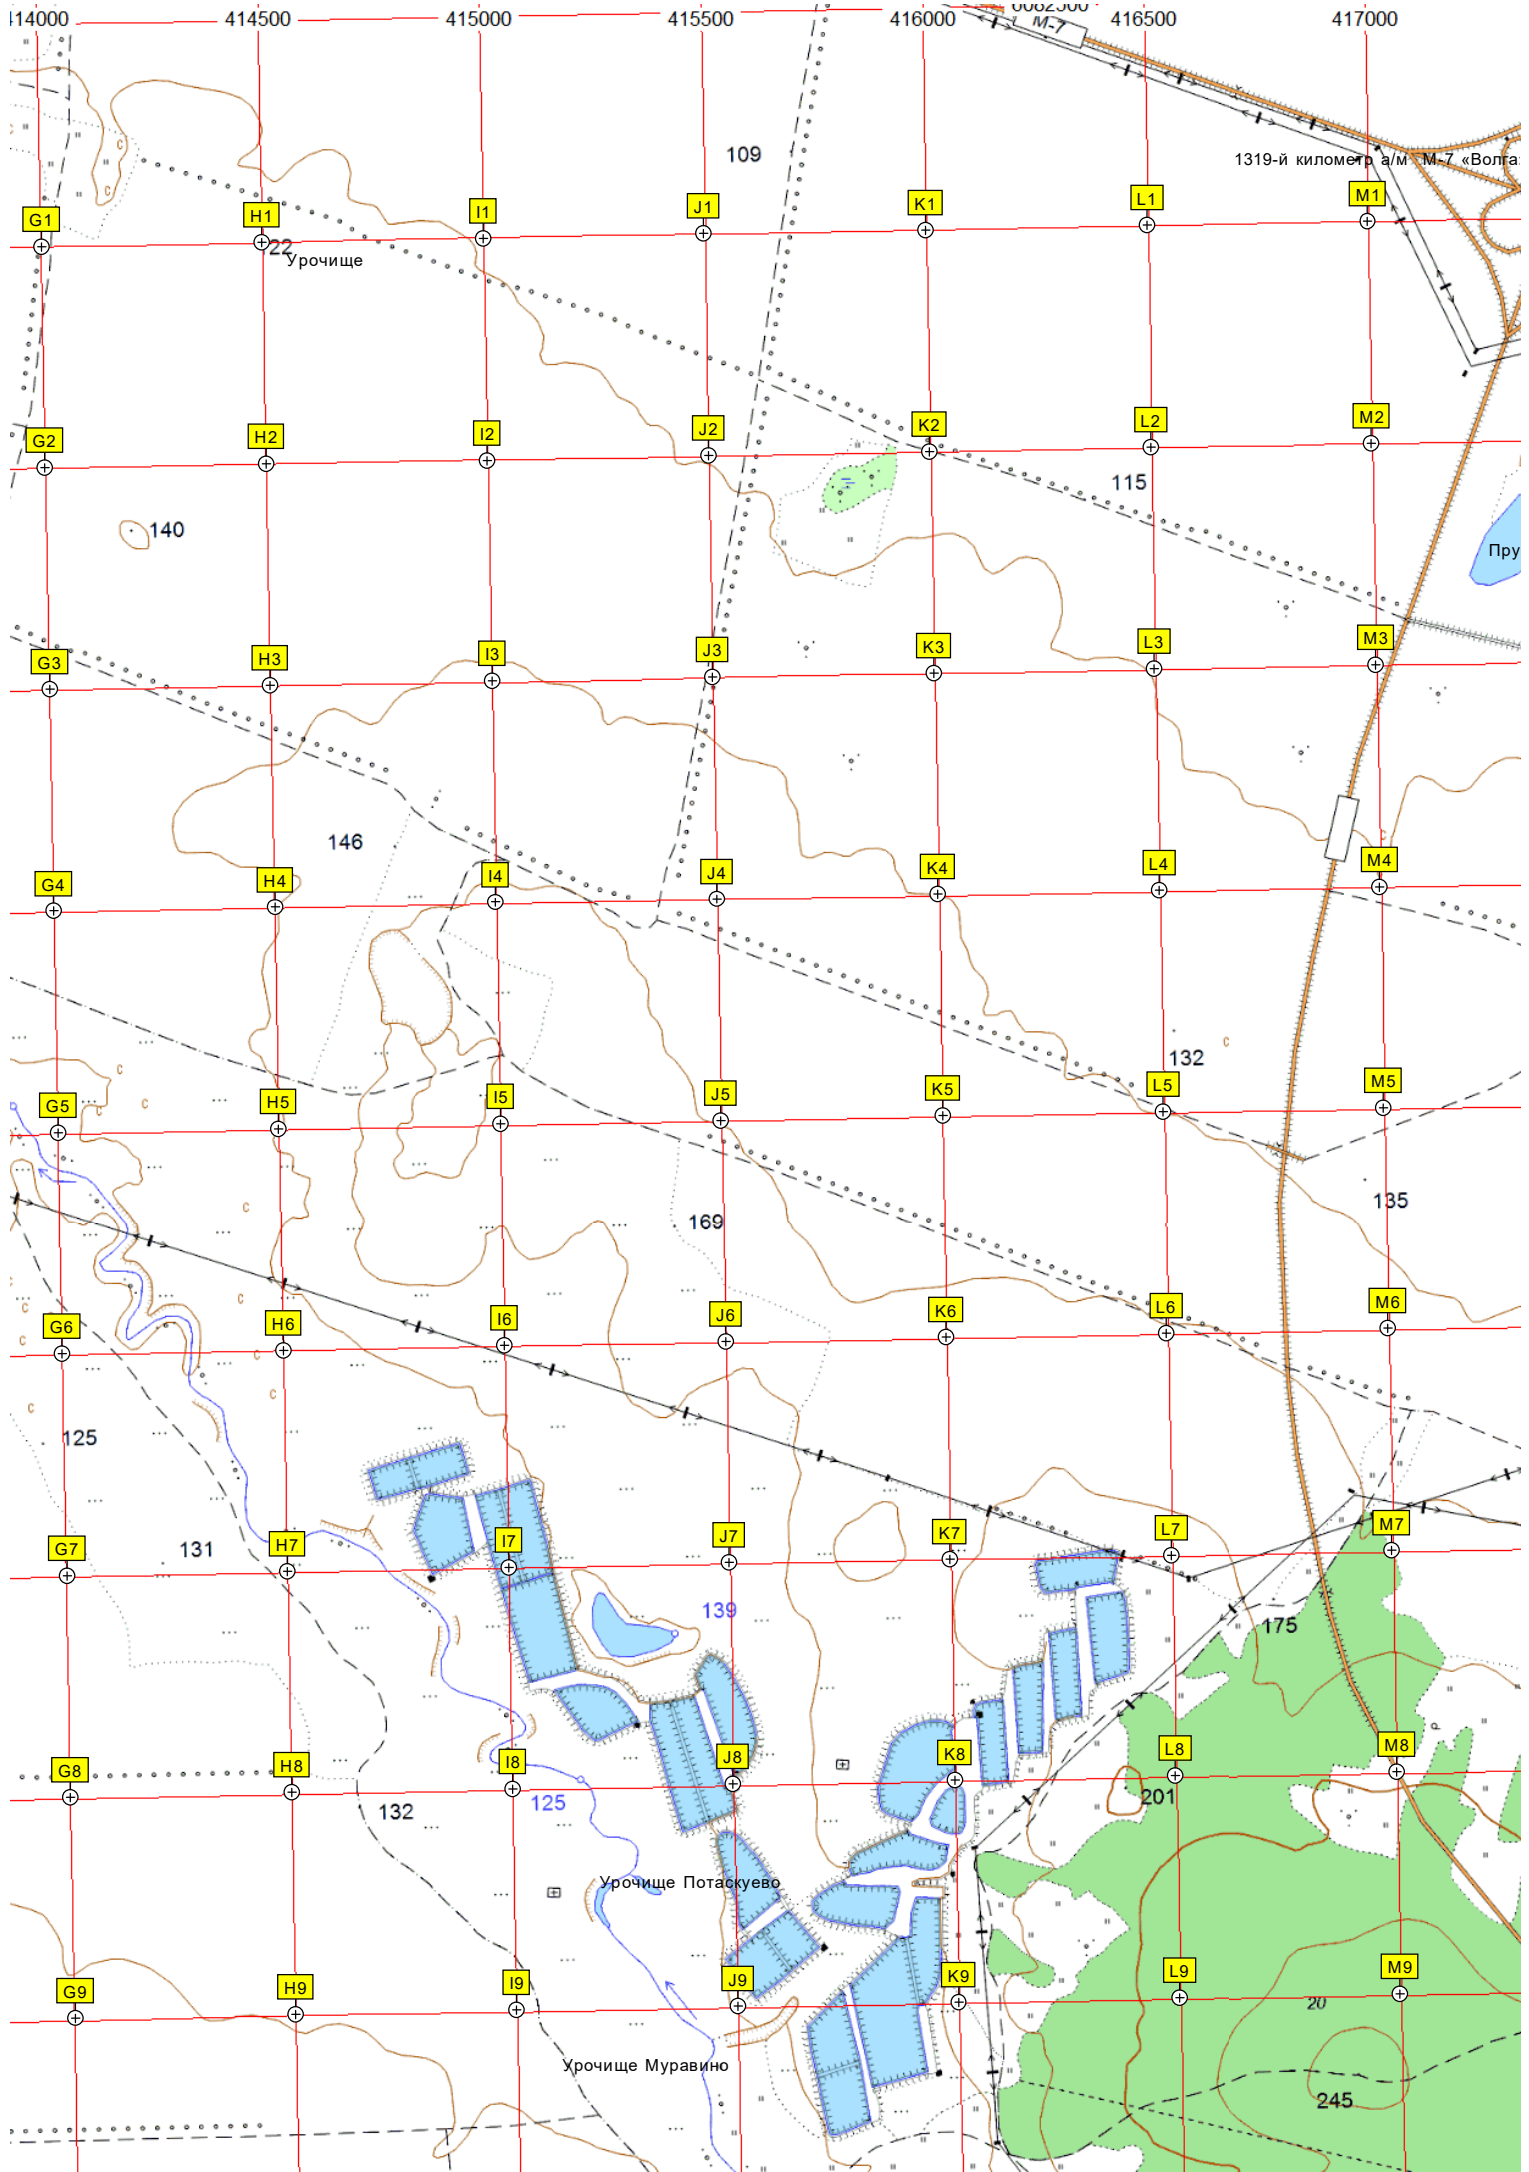 414000 414500 415000 415500 416000 6082500 416500 417000
М-7
109
1319-й километр а/м М-7 «Волга»
G1 H1 I1 J1 K1 L1 M1
122
Урочище
G2 H2 I2 J2 K2 L2 M2
115
140
Пру
G3 H3 I3 J3 K3 L3 M3
146
G4 H4 I4 J4 K4 L4 M4
132
G5 H5 I5 J5 K5 L5 M5
135
169
G6 H6 I6 J6 K6 L6 M6
125
131
G7 H7 I7 J7 K7 L7 M7
139
175
G8 H8 I8 J8 K8 L8 M8
132
125
201
Урочище Потаскуево
G9 H9 I9 J9 K9 L9 M9
20
Урочище Муравино
245